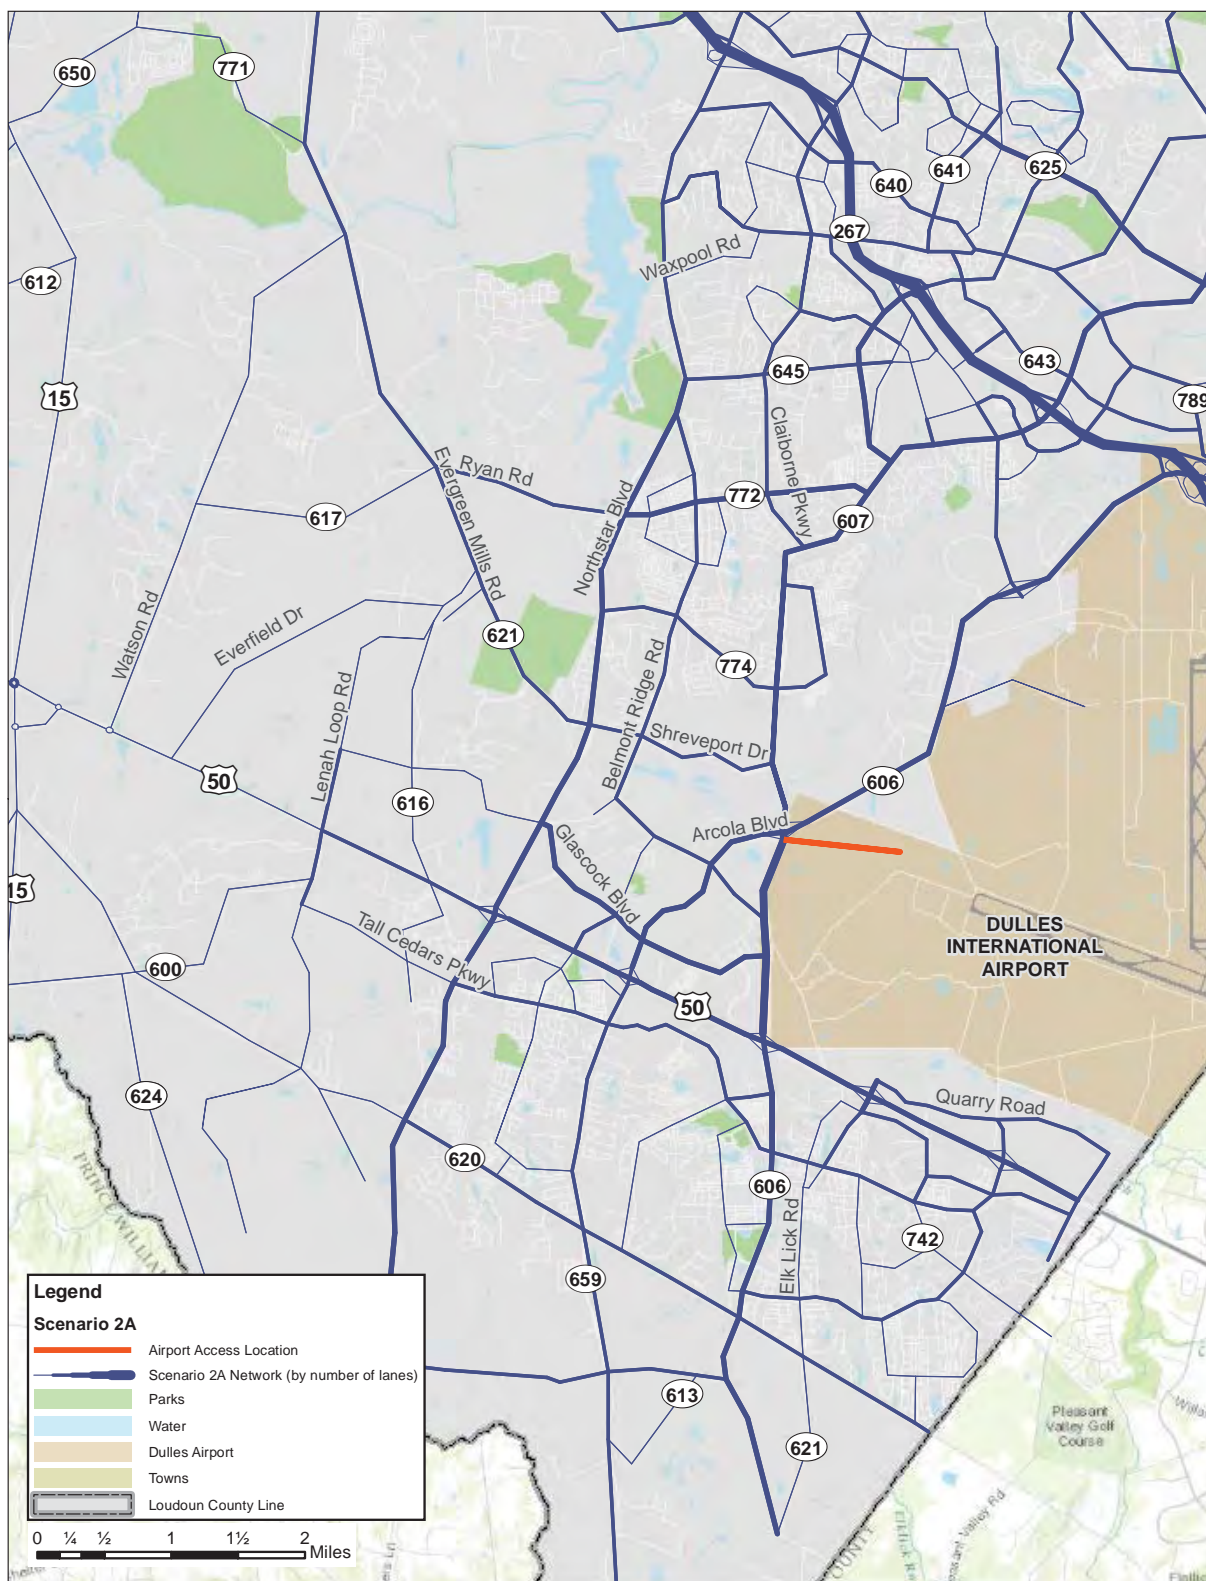 650
771
612
15
640
641
625
267
Waxpool Rd
645
643
789
Claiborne Pkwy
Ryan Rd
Evergreen Mills Rd
Northstar Blvd
772
607
617
Watson Rd
Everfield Dr
621
Belmont Ridge Rd
774
Lenah Loop Rd
Shreveport Dr
50
616
606
Arcola Blvd
Glascock Blvd
15
Tall Cedars Pkwy
DULLES
INTERNATIONAL
AIRPORT
600
50
624
Quarry Road
620
606
Elk Lick Rd
742
PRINCE WILLIAM
659
613
621
Pleasant
Valley Golf
Course
COUNTY
Legend
Scenario 2A
Airport Access Location
Scenario 2A Network (by number of lanes)
Parks
Water
Dulles Airport
Towns
Loudoun County Line
0 ¼ ½ 1 1½ 2
Miles